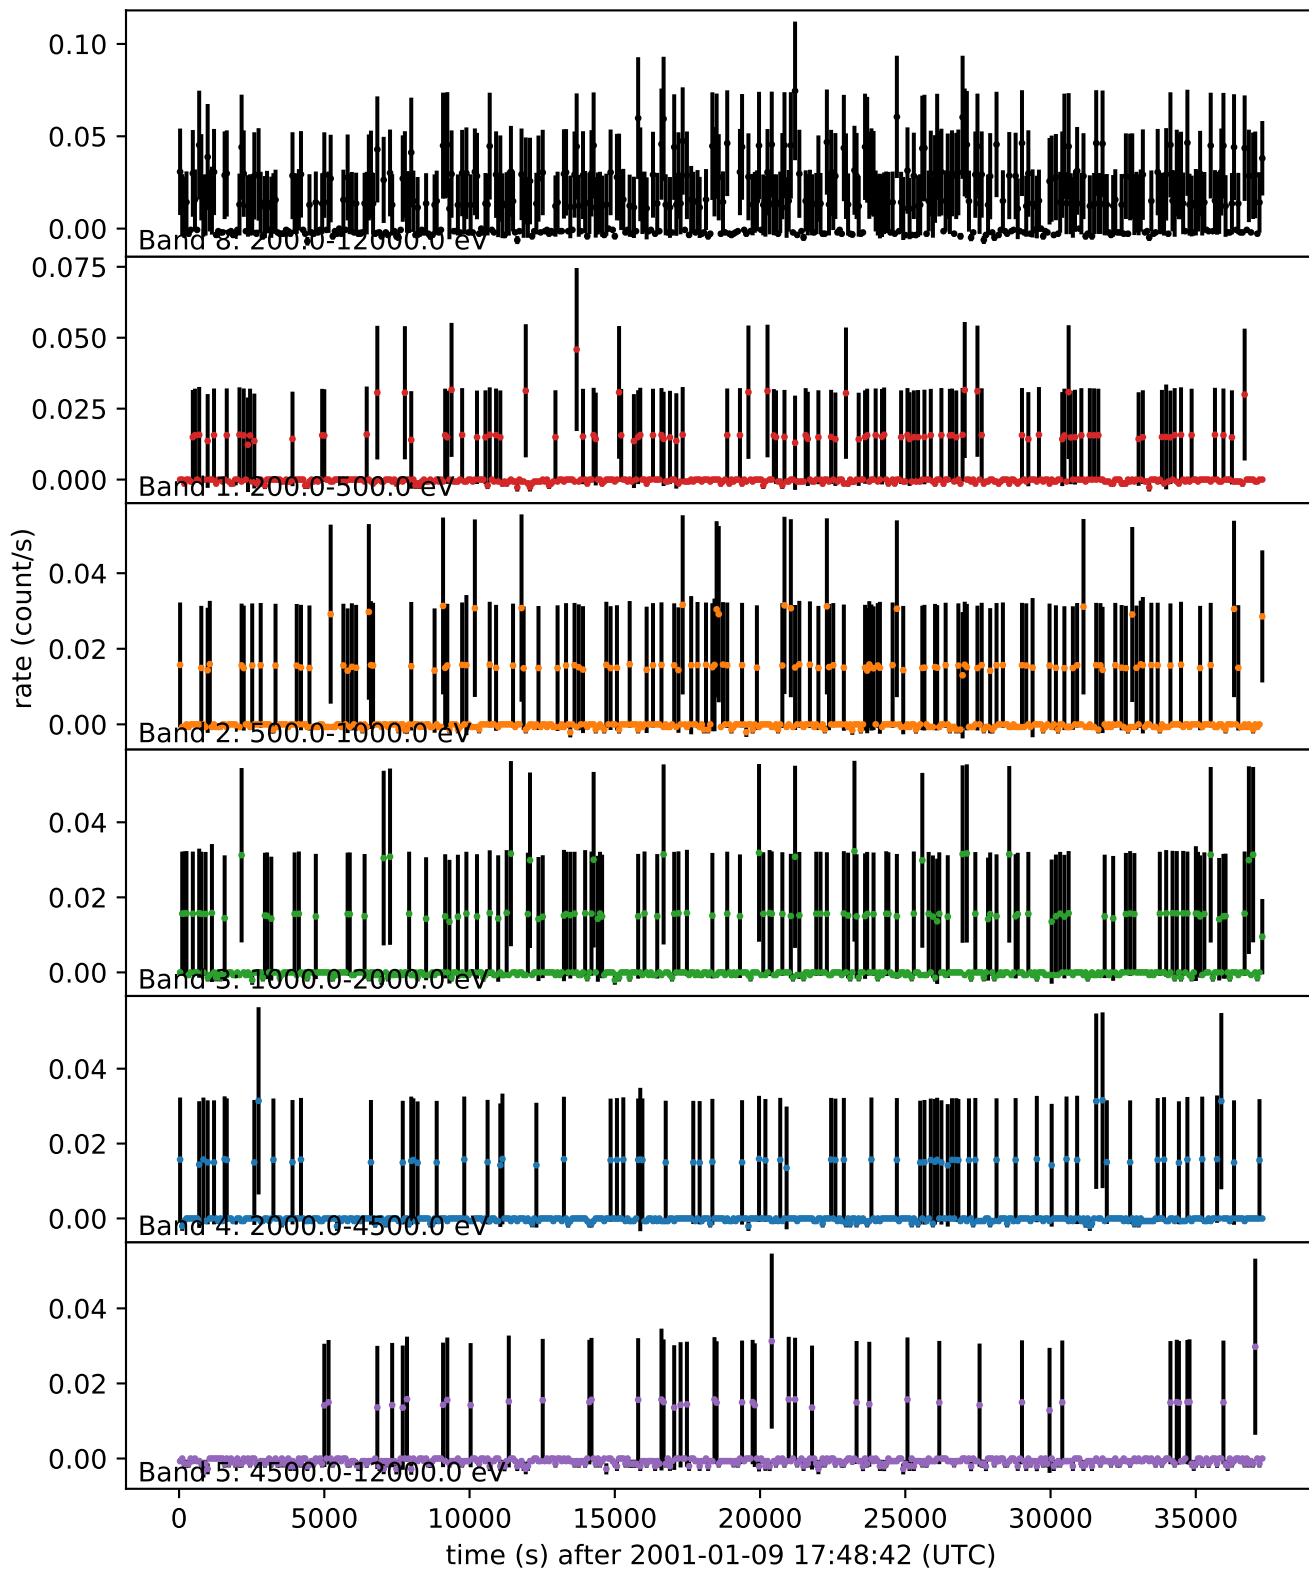 0.10
0.05
0.00
Band 8: 200.0-12000.0 eV
0.075
0.050
0.025
0.000
Band 1: 200.0-500.0 eV
rate (count/s)
0.04
0.02
0.00
Band 2: 500.0-1000.0 eV
0.04
0.02
0.00
Band 3: 1000.0-2000.0 eV
0.04
0.02
0.00
Band 4: 2000.0-4500.0 eV
0.04
0.02
0.00
Band 5: 4500.0-12000.0 eV
0 5000 10000 15000 20000 25000 30000 35000
time (s) after 2001-01-09 17:48:42 (UTC)